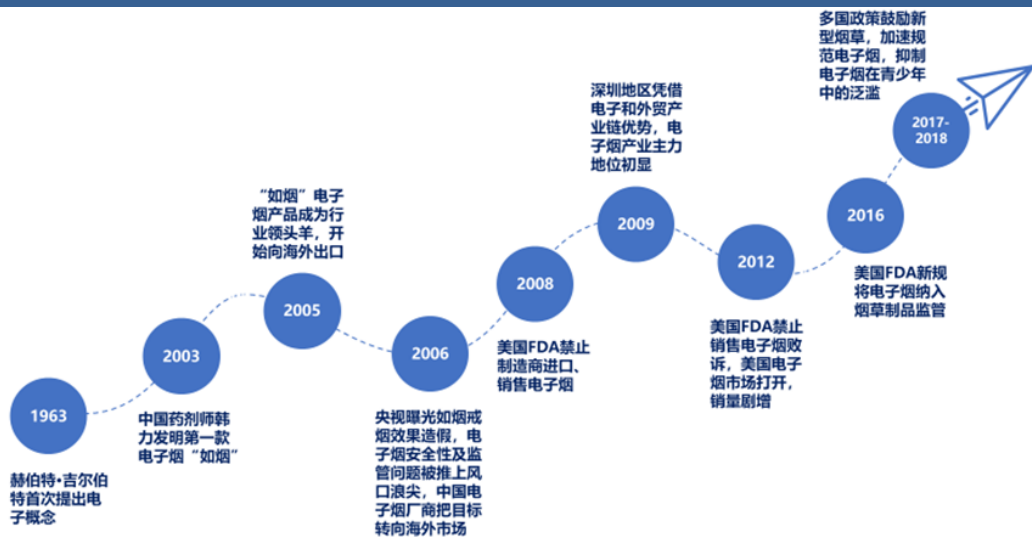 1963
赫伯特·吉尔伯
特首次提出电
子概念
2003
中国药剂师韩
力发明第一款
电子烟“如烟”
“如烟”电子
烟产品成为行
业领头羊，开
始向海外出口
2005
2006
央视曝光如烟戒
烟效果造假，电
子烟安全性及监
管问题被推上风
口浪尖，中国电
子烟厂商把目标
转向海外市场
2008
美国FDA禁止
制造商进口、
销售电子烟
深圳地区凭借
电子和外贸产
业链优势，电
子烟产业主力
地位初显
2009
2012
美国FDA禁止
销售电子烟败
诉，美国电子
烟市场打开，
销量剧增
2016
美国FDA新规
将电子烟纳入
烟草制品监管
多国政策鼓励新
型烟草，加速规
范电子烟，抑制
电子烟在青少年
中的泛滥
2017-
2018